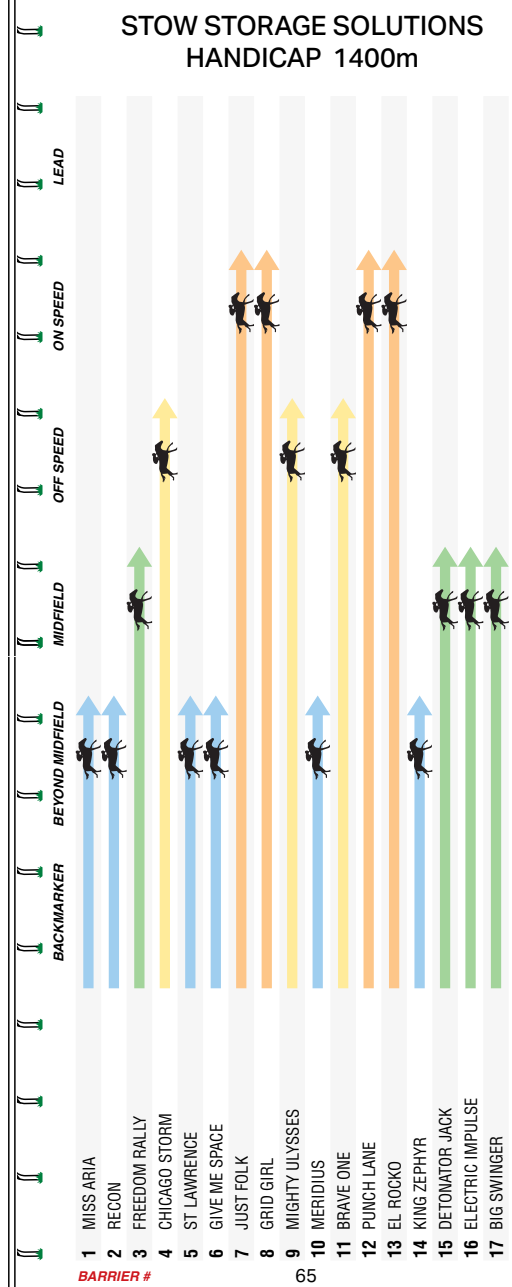 STOW STORAGE SOLUTIONS
HANDICAP 1400m
LEAD
ON SPEED
OFF SPEED
MIDFIELD
BEYOND MIDFIELD
BACKMARKER
1 MISS ARIA
2 RECON
3 FREEDOM RALLY
4 CHICAGO STORM
5 ST LAWRENCE
6 GIVE ME SPACE
7 JUST FOLK
8 GRID GIRL
9 MIGHTY ULYSSES
10 MERIDIUS
11 BRAVE ONE
12 PUNCH LANE
13 EL ROCKO
14 KING ZEPHYR
15 DETONATOR JACK
16 ELECTRIC IMPULSE
17 BIG SWINGER
BARRIER #
65